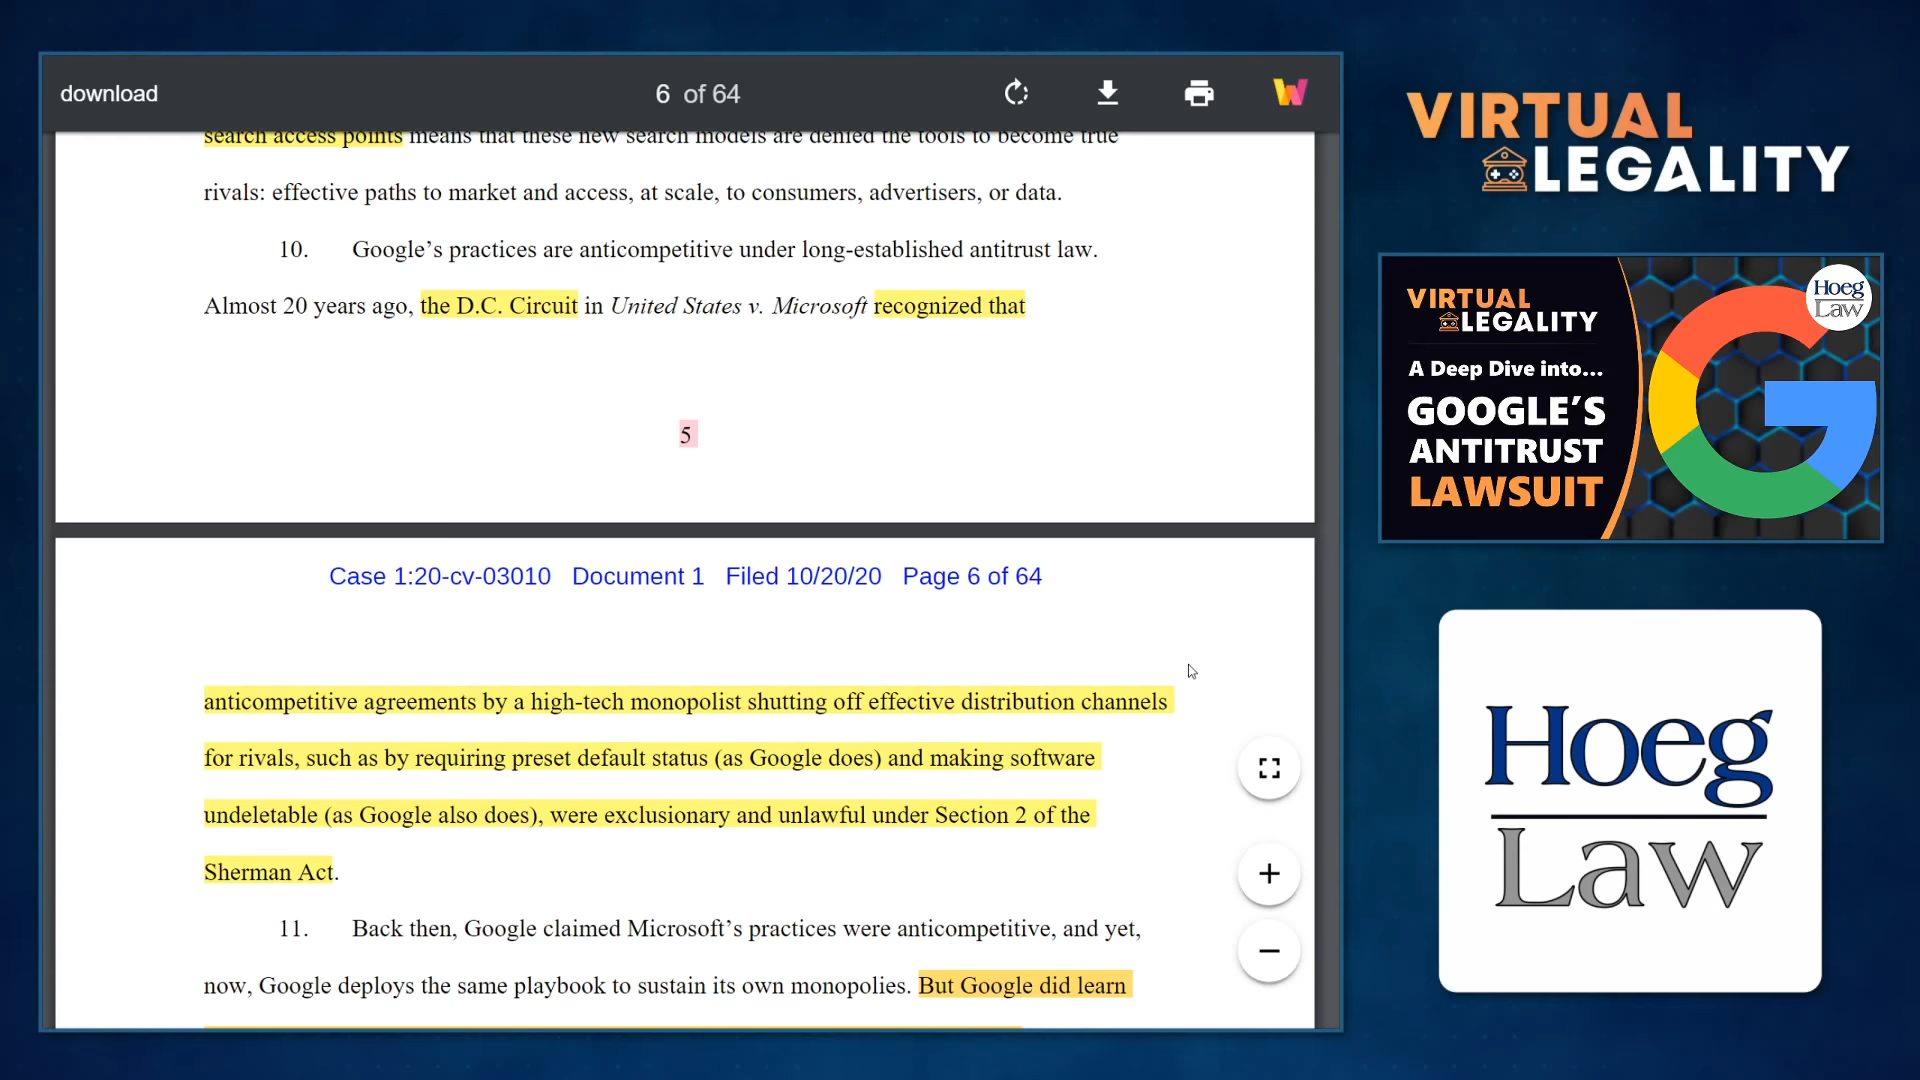 download
6 of 64
search access points means that these new search models are denied the tools to become true
rivals: effective paths to market and access, at scale, to consumers, advertisers, or data.
10. Google’s practices are anticompetitive under long-established antitrust law.
Almost 20 years ago, the D.C. Circuit in United States v. Microsoft recognized that
5
Case 1:20-cv-03010 Document 1 Filed 10/20/20 Page 6 of 64
anticompetitive agreements by a high-tech monopolist shutting off effective distribution channels
for rivals, such as by requiring preset default status (as Google does) and making software
undeletable (as Google also does), were exclusionary and unlawful under Section 2 of the
Sherman Act.
11. Back then, Google claimed Microsoft’s practices were anticompetitive, and yet,
now, Google deploys the same playbook to sustain its own monopolies. But Google did learn
VIRTUAL
LEGALITY
VIRTUAL
LEGALITY
Hoeg
Law
A Deep Dive into...
GOOGLE’S
ANTITRUST
LAWSUIT
Hoeg
Law